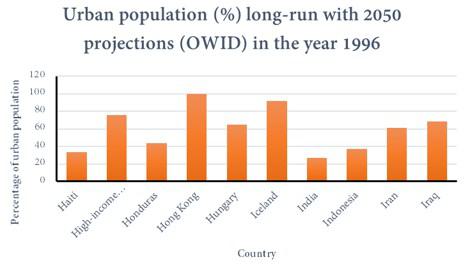 Urban population (%) long-run with 2050
projections (OWID) in the year 1996
Percentage of urban population
120
100
80
60
40
20
0
Haiti
High-income...
Honduras
Hong Kong
Hungary
Iceland
India
Indonesia
Iran
Iraq
Country